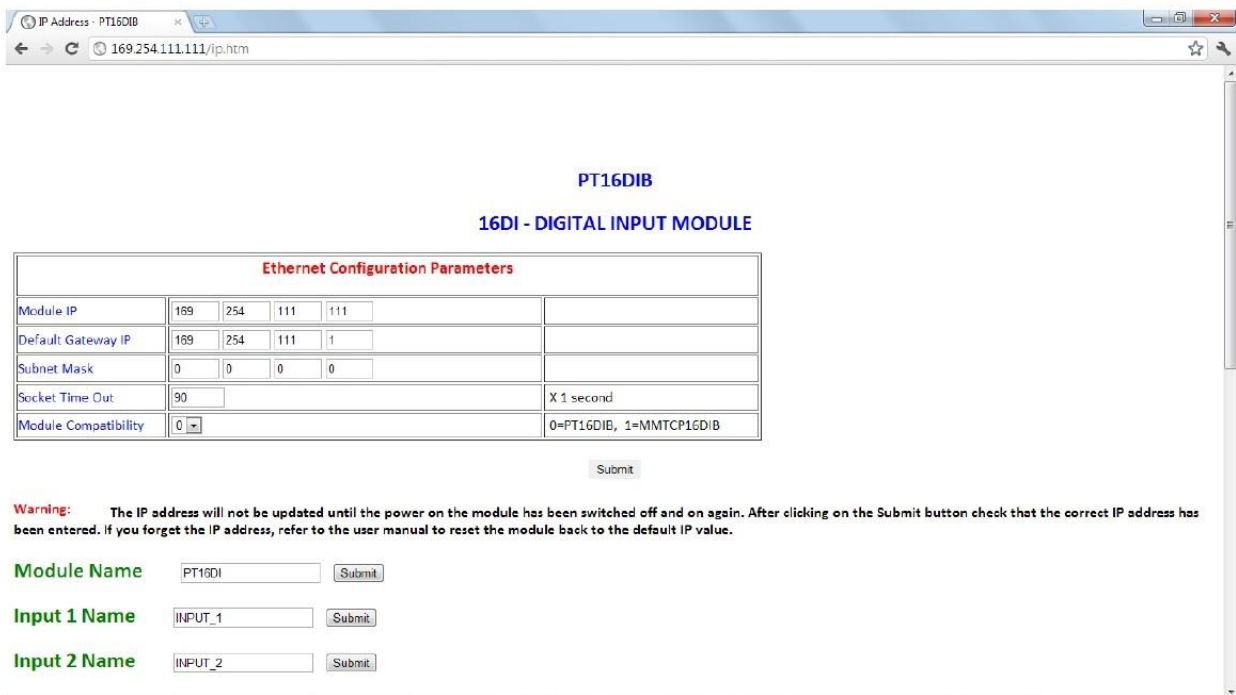 IP Address - PT16DIB
169.254.111.111/ip.htm
PT16DIB
16DI - DIGITAL INPUT MODULE
Ethernet Configuration Parameters
Module IP 169 254 111 111
Default Gateway IP 169 254 111 1
Subnet Mask 0 0 0 0
Socket Time Out 90 X 1 second
Module Compatibility 0 0=PT16DIB, 1=MMTCP16DIB
Submit
Warning: The IP address will not be updated until the power on the module has been switched off and on again. After clicking on the Submit button check that the correct IP address has
been entered. If you forget the IP address, refer to the user manual to reset the module back to the default IP value.
Module Name PT16DI Submit
Input 1 Name INPUT_1 Submit
Input 2 Name INPUT_2 Submit